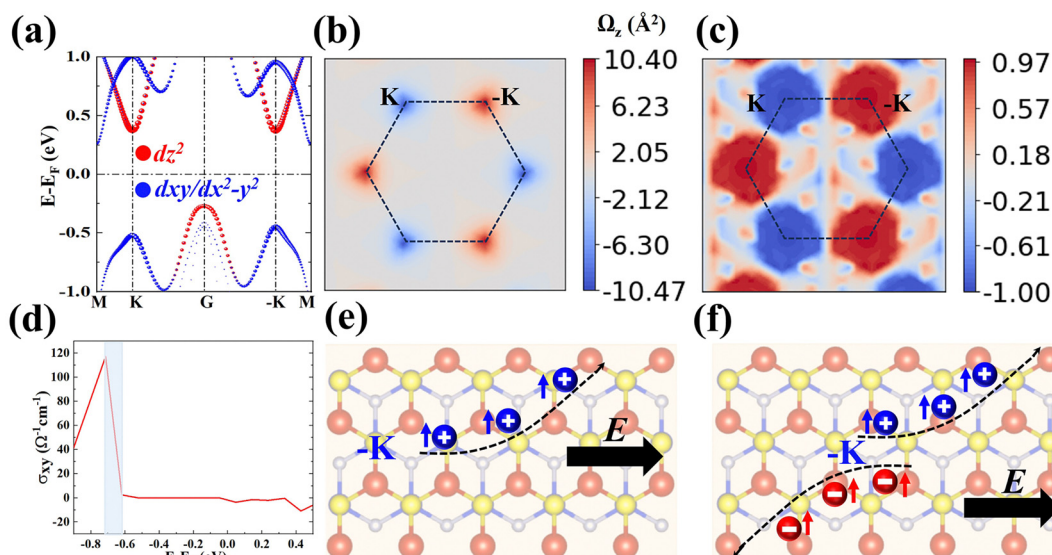 (a)
1.0
0.5
0.0
-0.5
-1.0
E-E_F (eV)
dz²
dxy/dx²-y²
M K G -K M
(b)
K
-K
Ω_z (Å²)
10.40
6.23
2.05
-2.12
-6.30
-10.47
(c)
K
-K
0.97
0.58
0.18
-0.21
-0.61
-1.00
(d)
σxy (Ω⁻¹cm⁻¹)
120
100
80
60
40
20
0
-20
-0.8 -0.6 -0.4 -0.2 0.0 0.2 0.4
(e)
+
+
+
-K
E
(f)
+
+
+
-K
−
−
−
E